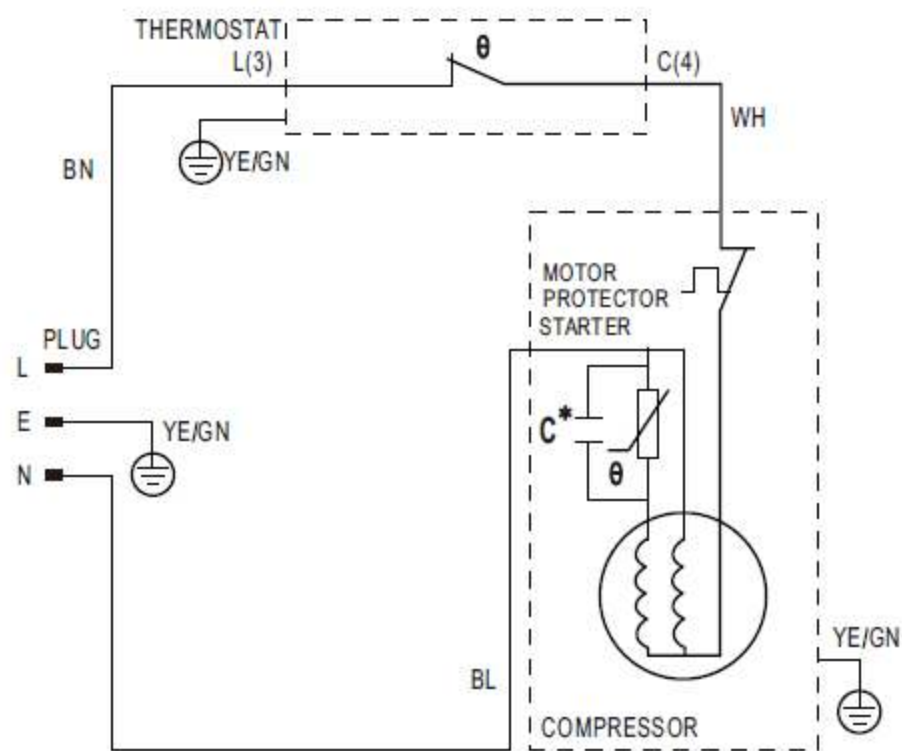 THERMOSTAT
L(3)
θ
C(4)
WH
BN
YE/GN
MOTOR
PROTECTOR
STARTER
PLUG
L
E
YE/GN
N
C*
θ
YE/GN
BL
COMPRESSOR